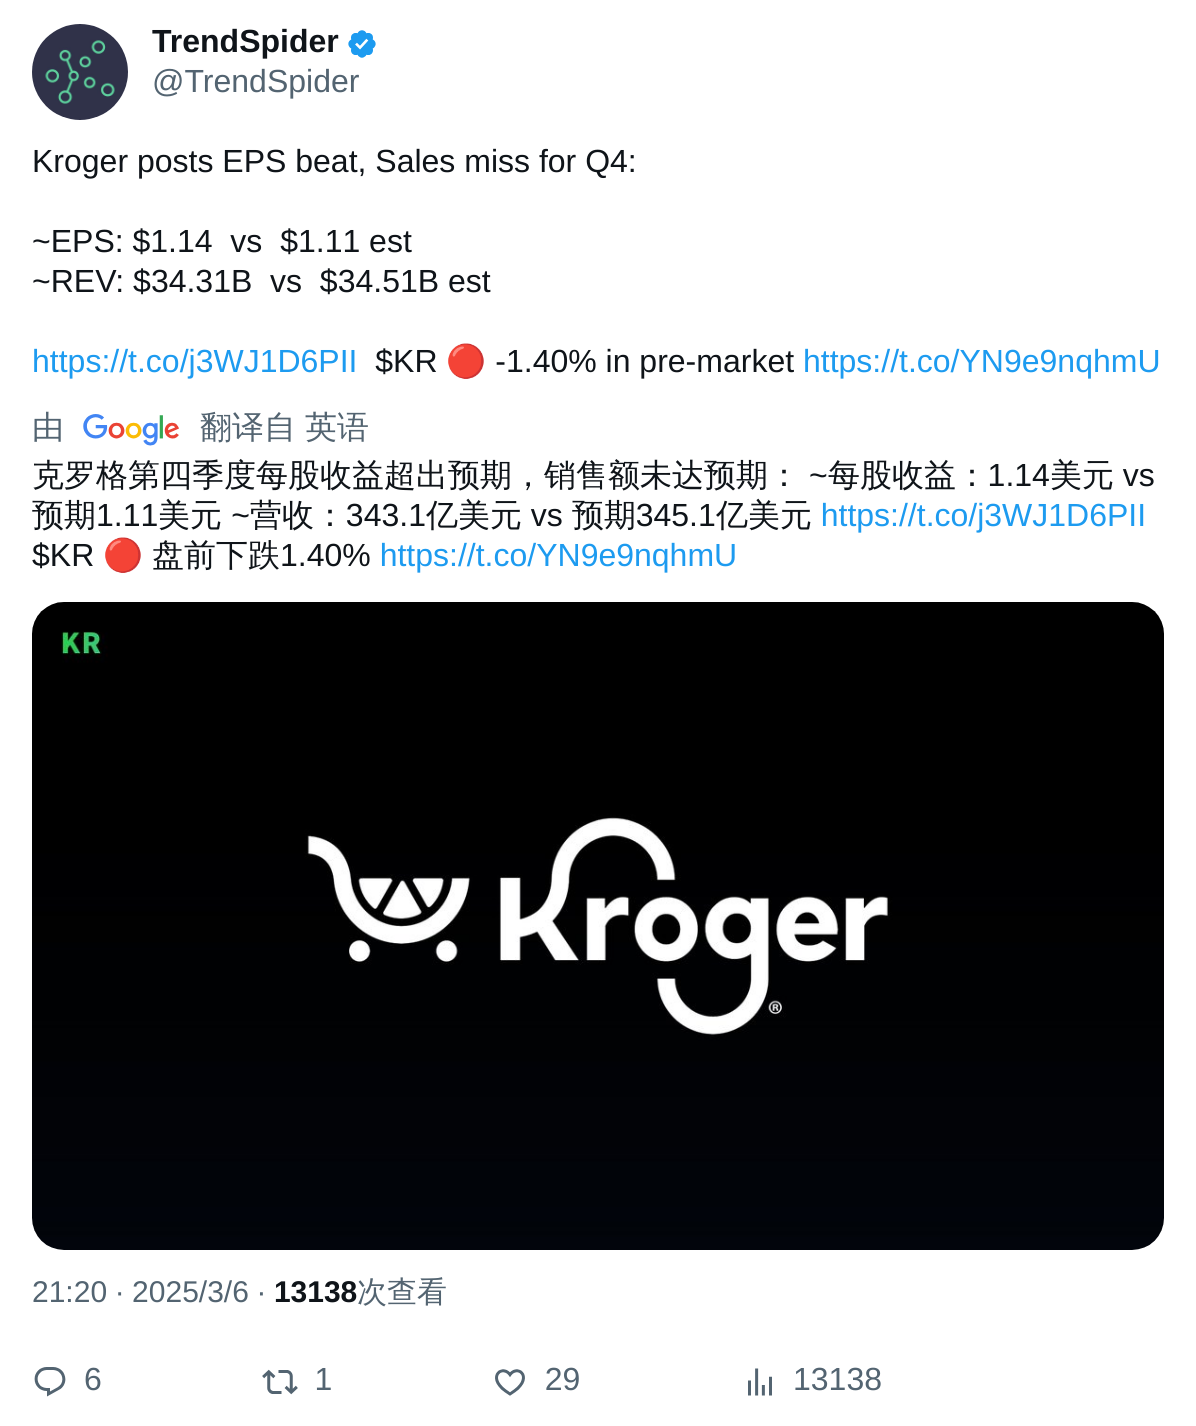 TrendSpider
@TrendSpider
Kroger posts EPS beat, Sales miss for Q4:
~EPS: $1.14  vs  $1.11 est
~REV: $34.31B  vs  $34.51B est
https://t.co/j3WJ1D6PII  $KR 🔴 -1.40% in pre-market https://t.co/YN9e9nqhmU
由 Google 翻译自 英语
克罗格第四季度每股收益超出预期，销售额未达预期： ~每股收益：1.14美元 vs
预期1.11美元 ~营收：343.1亿美元 vs 预期345.1亿美元 https://t.co/j3WJ1D6PII
$KR 🔴 盘前下跌1.40% https://t.co/YN9e9nqhmU
KR
Kroger®
21:20 · 2025/3/6 · 13138次查看
6 1 29 13138